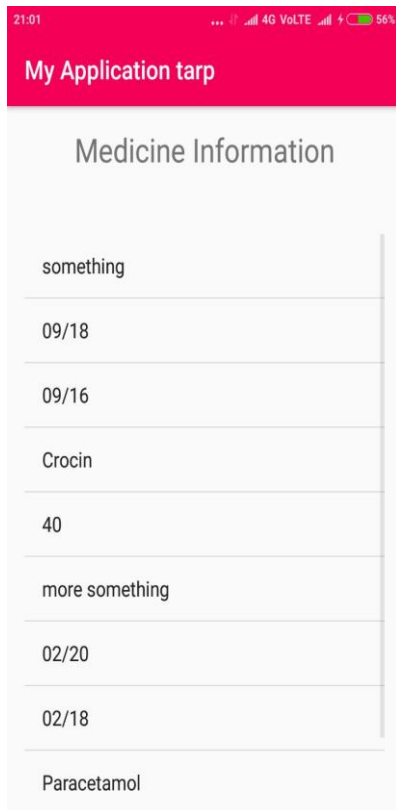 21:01 ... 4G VoLTE 56%
My Application tarp
Medicine Information
something
09/18
09/16
Crocin
40
more something
02/20
02/18
Paracetamol